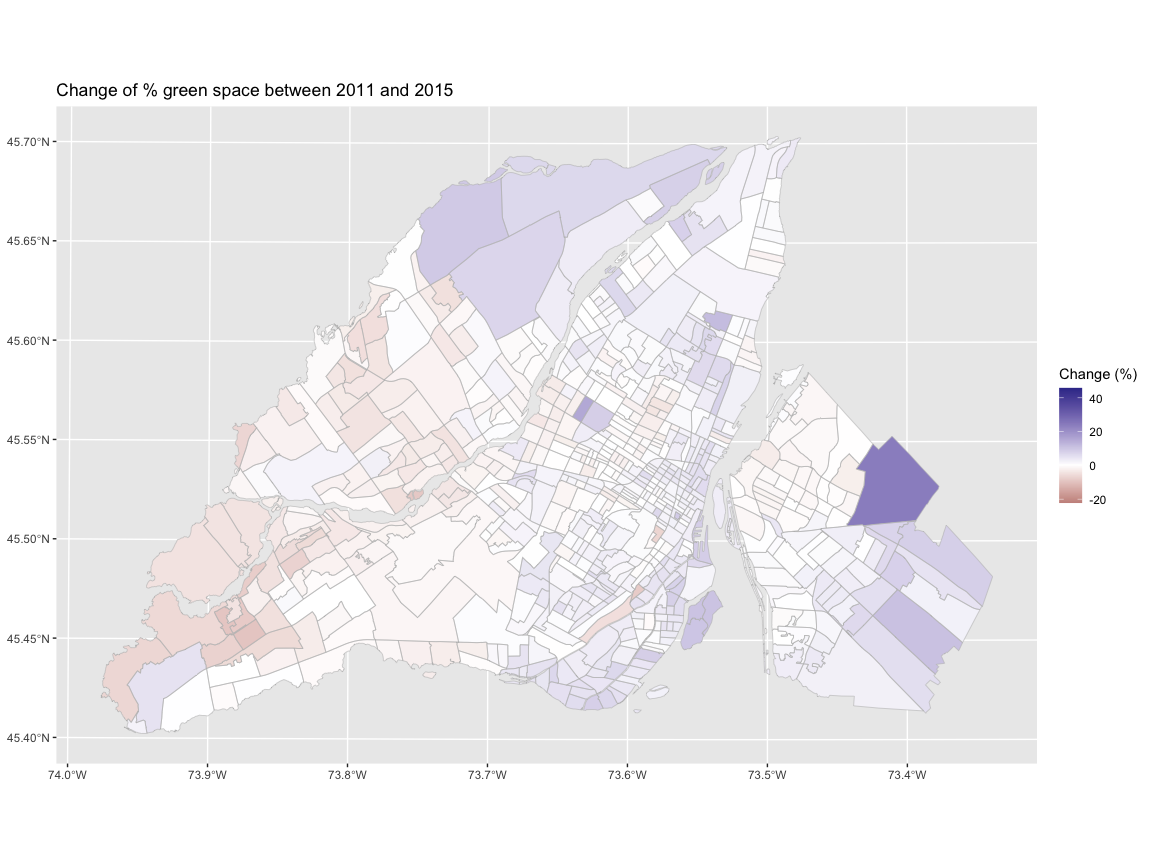 Change of % green space between 2011 and 2015
45.70°N
45.65°N
45.60°N
45.55°N
45.50°N
45.45°N
45.40°N
74.0°W 73.9°W 73.8°W 73.7°W 73.6°W 73.5°W 73.4°W
Change (%)
40
20
0
-20